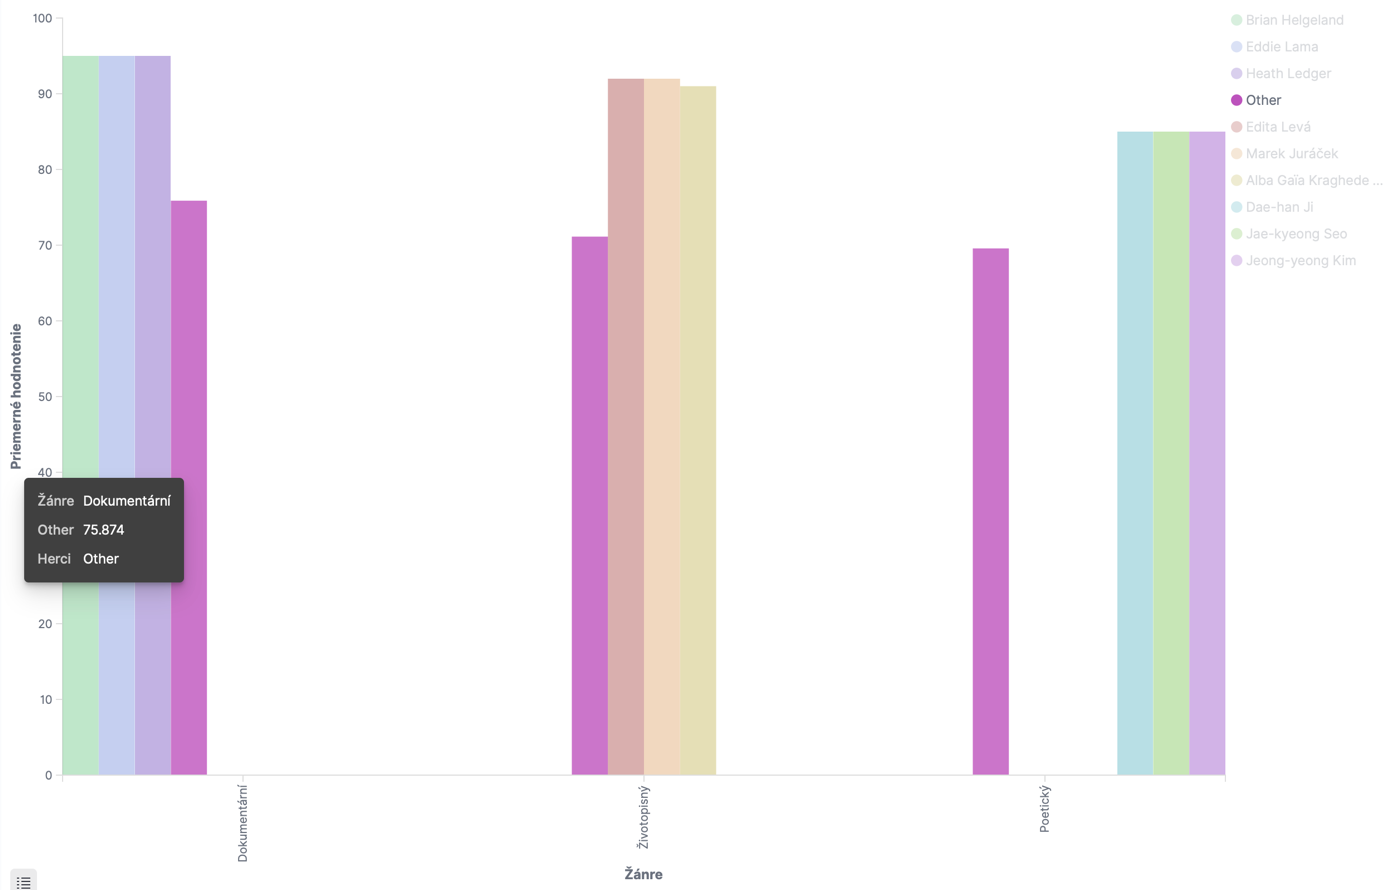 100
90
80
70
60
50
40
20
10
0
Priemerné hodnotenie
Žánre Dokumentární
Other 75.874
Herci Other
Dokumentární
Životopisný
Poetický
Žánre
Brian Helgeland
Eddie Lama
Heath Ledger
Other
Edita Levá
Marek Juráček
Alba Gaïa Kraghede ...
Dae-han Ji
Jae-kyeong Seo
Jeong-yeong Kim